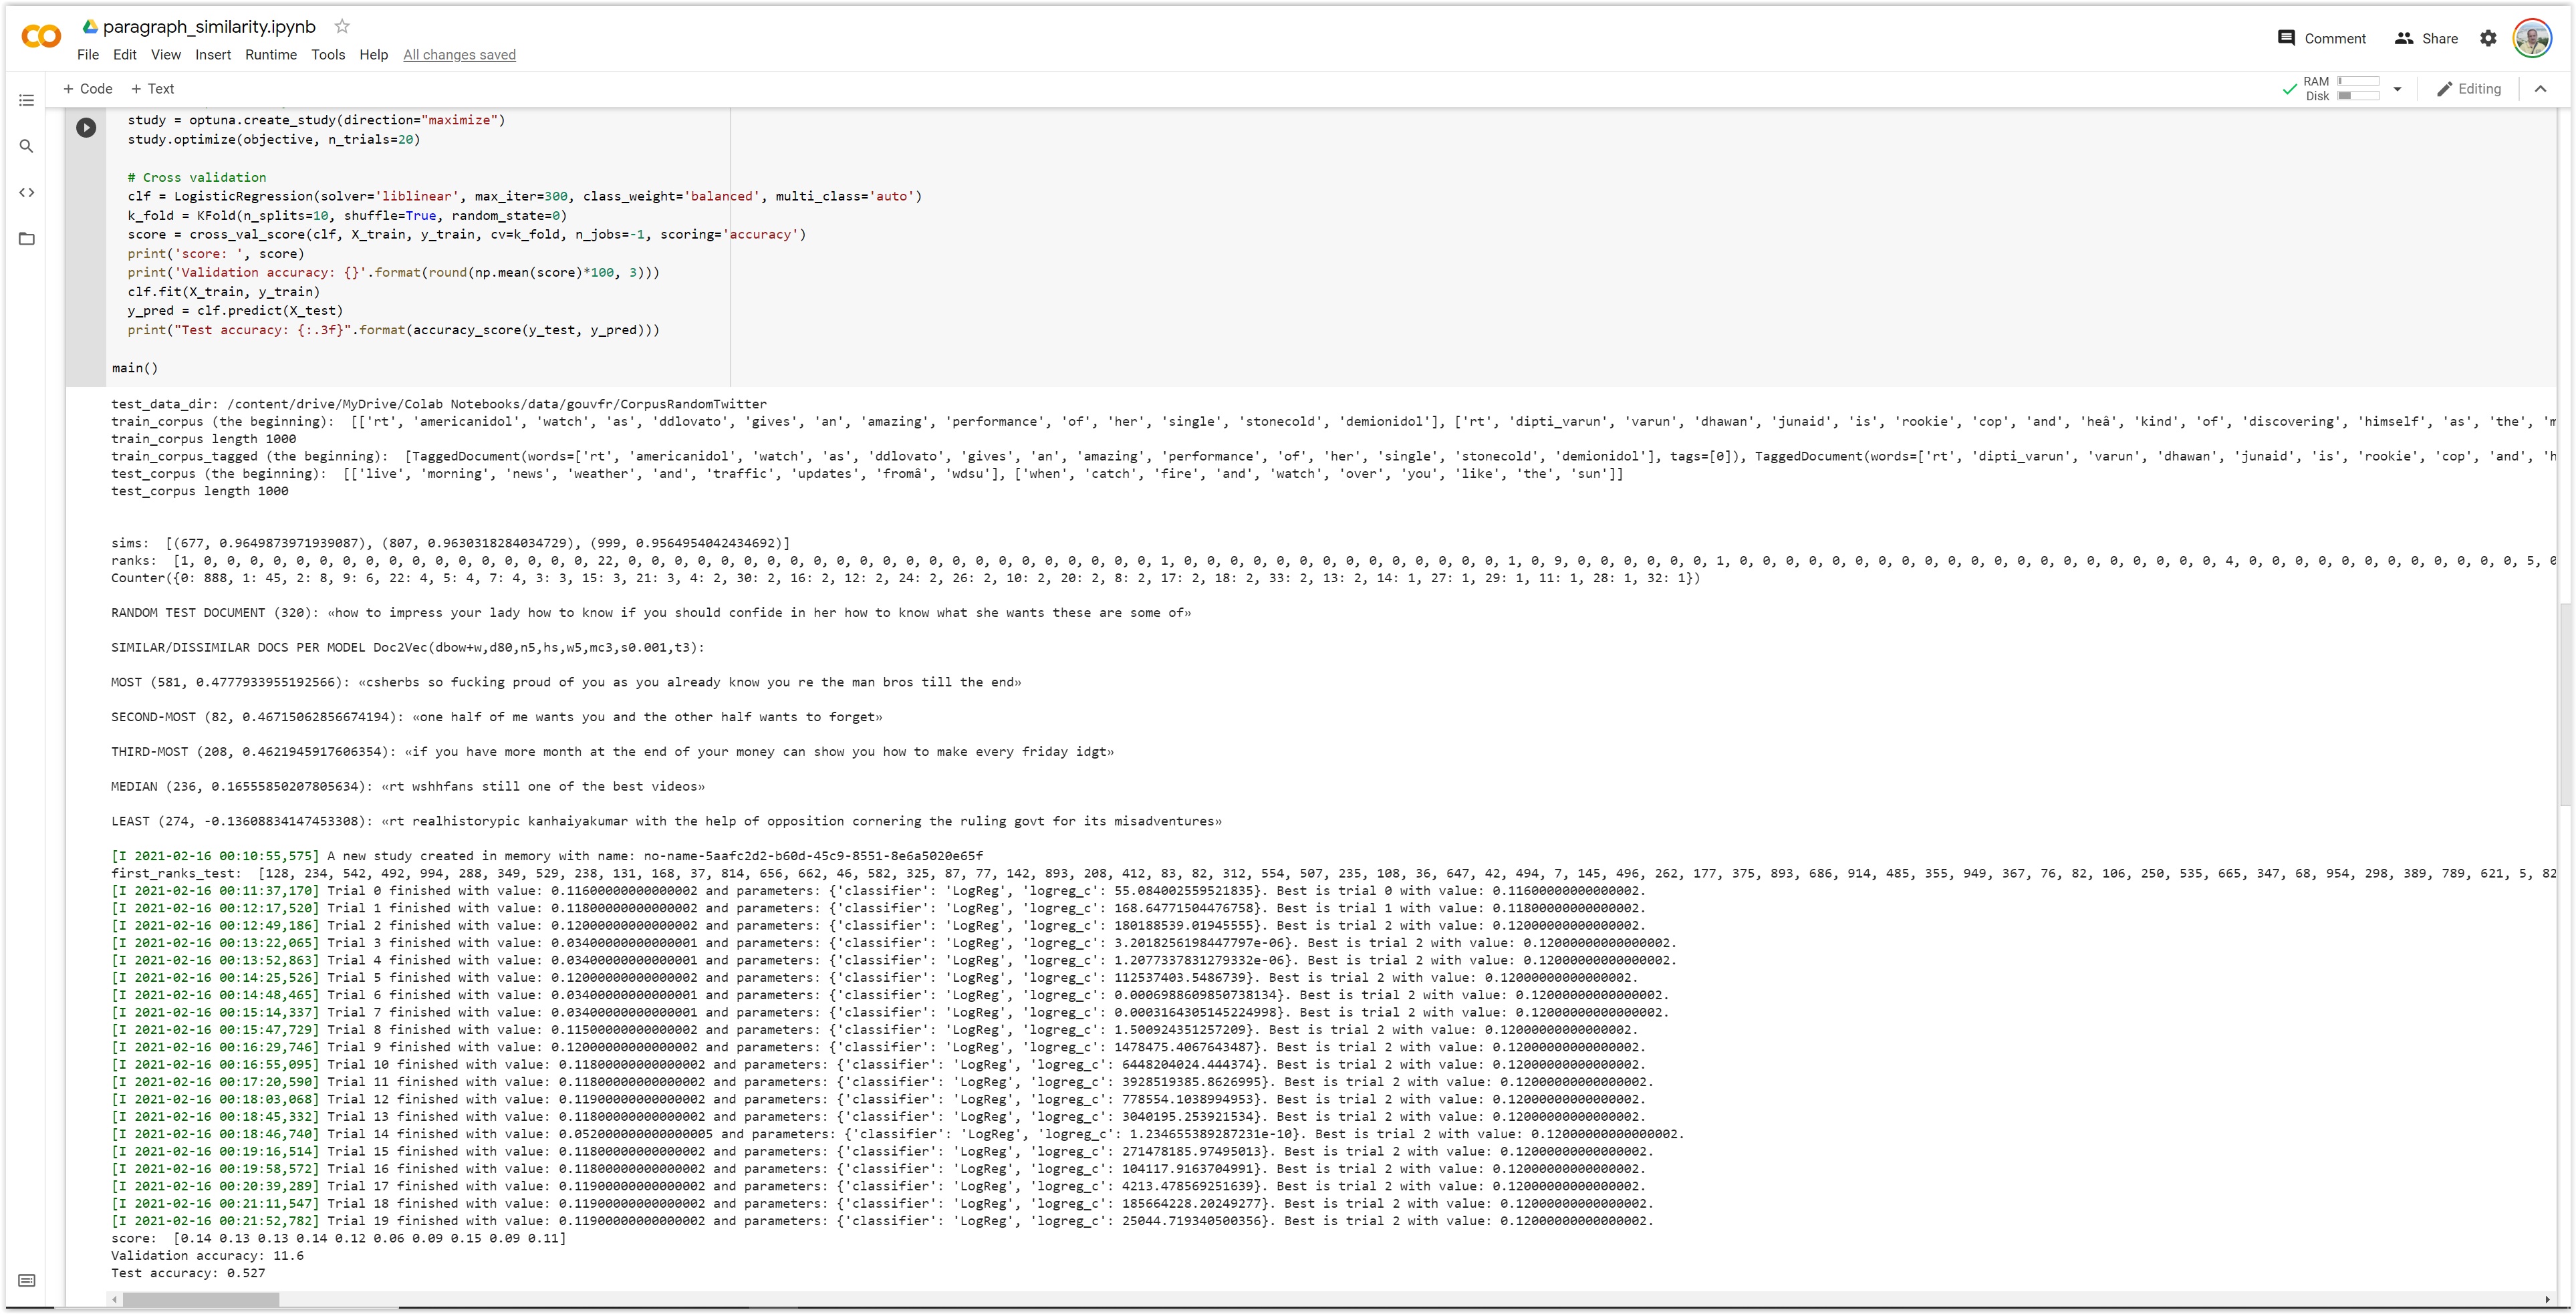 paragraph_similarity.ipynb
File Edit View Insert Runtime Tools Help All changes saved
Comment Share
+ Code + Text
RAM
Disk
Editing
study = optuna.create_study(direction="maximize")
study.optimize(objective, n_trials=20)
# Cross validation
clf = LogisticRegression(solver='liblinear', max_iter=300, class_weight='balanced', multi_class='auto')
k_fold = KFold(n_splits=10, shuffle=True, random_state=0)
score = cross_val_score(clf, X_train, y_train, cv=k_fold, n_jobs=-1, scoring='accuracy')
print('score: ', score)
print('Validation accuracy: {}'.format(round(np.mean(score)*100, 3)))
clf.fit(X_train, y_train)
y_pred = clf.predict(X_test)
print("Test accuracy: {:.3f}".format(accuracy_score(y_test, y_pred)))
main()
test_data_dir: /content/drive/MyDrive/Colab Notebooks/data/gouvfr/CorpusRandomTwitter
train_corpus (the beginning):  [['rt', 'americanidol', 'watch', 'as', 'ddlovato', 'gives', 'an', 'amazing', 'performance', 'of', 'her', 'single', 'stonecold', 'demionidol'], ['rt', 'dipti_varun', 'varun', 'dhawan', 'junaid', 'is', 'rookie', 'cop', 'and', 'heâ', 'kind', 'of', 'discovering', 'himself', 'as', 'the',
train_corpus length 1000
train_corpus_tagged (the beginning):  [TaggedDocument(words=['rt', 'americanidol', 'watch', 'as', 'ddlovato', 'gives', 'an', 'amazing', 'performance', 'of', 'her', 'single', 'stonecold', 'demionidol'], tags=[0]), TaggedDocument(words=['rt', 'dipti_varun', 'varun', 'dhawan', 'junaid', 'is', 'rookie', 'cop', 'and',
test_corpus (the beginning):  [['live', 'morning', 'news', 'weather', 'and', 'traffic', 'updates', 'fromâ', 'wdsu'], ['when', 'catch', 'fire', 'and', 'watch', 'over', 'you', 'like', 'the', 'sun']]
test_corpus length 1000
sims:  [(677, 0.9649873971939087), (807, 0.9630318284034729), (999, 0.9564954042434692)]
ranks:  [1, 0, 0, 0, 0, 0, 0, 0, 0, 0, 0, 0, 0, 0, 0, 0, 0, 0, 22, 0, 0, 0, 0, 0, 0, 0, 0, 0, 0, 0, 0, 0, 0, 0, 0, 0, 0, 0, 0, 0, 0, 0, 1, 0, 0, 0, 0, 0, 0, 0, 0, 0, 0, 0, 0, 0, 0, 1, 0, 9, 0, 0, 0, 0, 0, 0, 1, 0, 0, 0, 0, 0, 0, 0, 0, 0, 0, 0, 0, 0, 0, 0, 0, 0, 0, 0, 0, 0, 4, 0, 0, 0, 0, 0, 0, 0, 0, 0, 0, 0, 0, 5, 0
Counter({0: 888, 1: 45, 2: 8, 9: 6, 22: 4, 5: 4, 7: 4, 3: 3, 15: 3, 21: 3, 4: 2, 30: 2, 16: 2, 12: 2, 24: 2, 26: 2, 10: 2, 20: 2, 8: 2, 17: 2, 18: 2, 33: 2, 13: 2, 14: 1, 27: 1, 29: 1, 11: 1, 28: 1, 32: 1})
RANDOM TEST DOCUMENT (320): «how to impress your lady how to know if you should confide in her how to know what she wants these are some of»
SIMILAR/DISSIMILAR DOCS PER MODEL Doc2Vec(dbow+w,d80,n5,hs,w5,mc3,s0.001,t3):
MOST (581, 0.4777933955192566): «csherbs so fucking proud of you as you already know you re the man bros till the end»
SECOND-MOST (82, 0.46715062856674194): «one half of me wants you and the other half wants to forget»
THIRD-MOST (208, 0.4621945917606354): «if you have more month at the end of your money can show you how to make every friday idgt»
MEDIAN (236, 0.16555850207805634): «rt wshhfans still one of the best videos»
LEAST (274, -0.13608834147453308): «rt realhistorypic kanhaiyakumar with the help of opposition cornering the ruling govt for its misadventures»
[I 2021-02-16 00:10:55,575] A new study created in memory with name: no-name-5aafc2d2-b60d-45c9-8551-8e6a5020e65f
first_ranks_test:  [128, 234, 542, 492, 994, 288, 349, 529, 238, 131, 168, 37, 814, 656, 662, 46, 582, 325, 87, 77, 142, 893, 208, 412, 83, 82, 312, 554, 507, 235, 108, 36, 647, 42, 494, 7, 145, 496, 262, 177, 375, 893, 686, 914, 485, 355, 949, 367, 76, 82, 106, 250, 535, 665, 347, 68, 954, 298, 389, 789, 621, 5, 82
[I 2021-02-16 00:11:37,170] Trial 0 finished with value: 0.11600000000000002 and parameters: {'classifier': 'LogReg', 'logreg_c': 55.084002559521835}. Best is trial 0 with value: 0.11600000000000002.
[I 2021-02-16 00:12:17,520] Trial 1 finished with value: 0.11800000000000002 and parameters: {'classifier': 'LogReg', 'logreg_c': 168.64771504476758}. Best is trial 1 with value: 0.11800000000000002.
[I 2021-02-16 00:12:49,186] Trial 2 finished with value: 0.12000000000000002 and parameters: {'classifier': 'LogReg', 'logreg_c': 180188539.01945555}. Best is trial 2 with value: 0.12000000000000002.
[I 2021-02-16 00:13:22,065] Trial 3 finished with value: 0.03400000000000001 and parameters: {'classifier': 'LogReg', 'logreg_c': 3.2018256198447797e-06}. Best is trial 2 with value: 0.12000000000000002.
[I 2021-02-16 00:13:52,863] Trial 4 finished with value: 0.03400000000000001 and parameters: {'classifier': 'LogReg', 'logreg_c': 1.2077337831279332e-06}. Best is trial 2 with value: 0.12000000000000002.
[I 2021-02-16 00:14:25,526] Trial 5 finished with value: 0.12000000000000002 and parameters: {'classifier': 'LogReg', 'logreg_c': 112537403.5486739}. Best is trial 2 with value: 0.12000000000000002.
[I 2021-02-16 00:14:48,465] Trial 6 finished with value: 0.03400000000000001 and parameters: {'classifier': 'LogReg', 'logreg_c': 0.0006988609850738134}. Best is trial 2 with value: 0.12000000000000002.
[I 2021-02-16 00:15:14,337] Trial 7 finished with value: 0.03400000000000001 and parameters: {'classifier': 'LogReg', 'logreg_c': 0.0003164305145224998}. Best is trial 2 with value: 0.12000000000000002.
[I 2021-02-16 00:15:47,729] Trial 8 finished with value: 0.11500000000000002 and parameters: {'classifier': 'LogReg', 'logreg_c': 1.500924351257209}. Best is trial 2 with value: 0.12000000000000002.
[I 2021-02-16 00:16:29,746] Trial 9 finished with value: 0.12000000000000002 and parameters: {'classifier': 'LogReg', 'logreg_c': 1478475.4067643487}. Best is trial 2 with value: 0.12000000000000002.
[I 2021-02-16 00:16:55,095] Trial 10 finished with value: 0.11800000000000002 and parameters: {'classifier': 'LogReg', 'logreg_c': 6448204024.444374}. Best is trial 2 with value: 0.12000000000000002.
[I 2021-02-16 00:17:20,590] Trial 11 finished with value: 0.11800000000000002 and parameters: {'classifier': 'LogReg', 'logreg_c': 3928519385.8626995}. Best is trial 2 with value: 0.12000000000000002.
[I 2021-02-16 00:18:03,068] Trial 12 finished with value: 0.11900000000000002 and parameters: {'classifier': 'LogReg', 'logreg_c': 778554.1038994953}. Best is trial 2 with value: 0.12000000000000002.
[I 2021-02-16 00:18:45,332] Trial 13 finished with value: 0.11800000000000002 and parameters: {'classifier': 'LogReg', 'logreg_c': 3040195.253921534}. Best is trial 2 with value: 0.12000000000000002.
[I 2021-02-16 00:18:46,740] Trial 14 finished with value: 0.052000000000000005 and parameters: {'classifier': 'LogReg', 'logreg_c': 1.234655389287231e-10}. Best is trial 2 with value: 0.12000000000000002.
[I 2021-02-16 00:19:16,514] Trial 15 finished with value: 0.11800000000000002 and parameters: {'classifier': 'LogReg', 'logreg_c': 271478185.97495013}. Best is trial 2 with value: 0.12000000000000002.
[I 2021-02-16 00:19:58,572] Trial 16 finished with value: 0.11800000000000002 and parameters: {'classifier': 'LogReg', 'logreg_c': 104117.9163704991}. Best is trial 2 with value: 0.12000000000000002.
[I 2021-02-16 00:20:39,289] Trial 17 finished with value: 0.11900000000000002 and parameters: {'classifier': 'LogReg', 'logreg_c': 4213.478569251639}. Best is trial 2 with value: 0.12000000000000002.
[I 2021-02-16 00:21:11,547] Trial 18 finished with value: 0.11900000000000002 and parameters: {'classifier': 'LogReg', 'logreg_c': 185664228.20249277}. Best is trial 2 with value: 0.12000000000000002.
[I 2021-02-16 00:21:52,782] Trial 19 finished with value: 0.11900000000000002 and parameters: {'classifier': 'LogReg', 'logreg_c': 25044.719340500356}. Best is trial 2 with value: 0.12000000000000002.
score:  [0.14 0.13 0.13 0.14 0.12 0.06 0.09 0.15 0.09 0.11]
Validation accuracy: 11.6
Test accuracy: 0.527